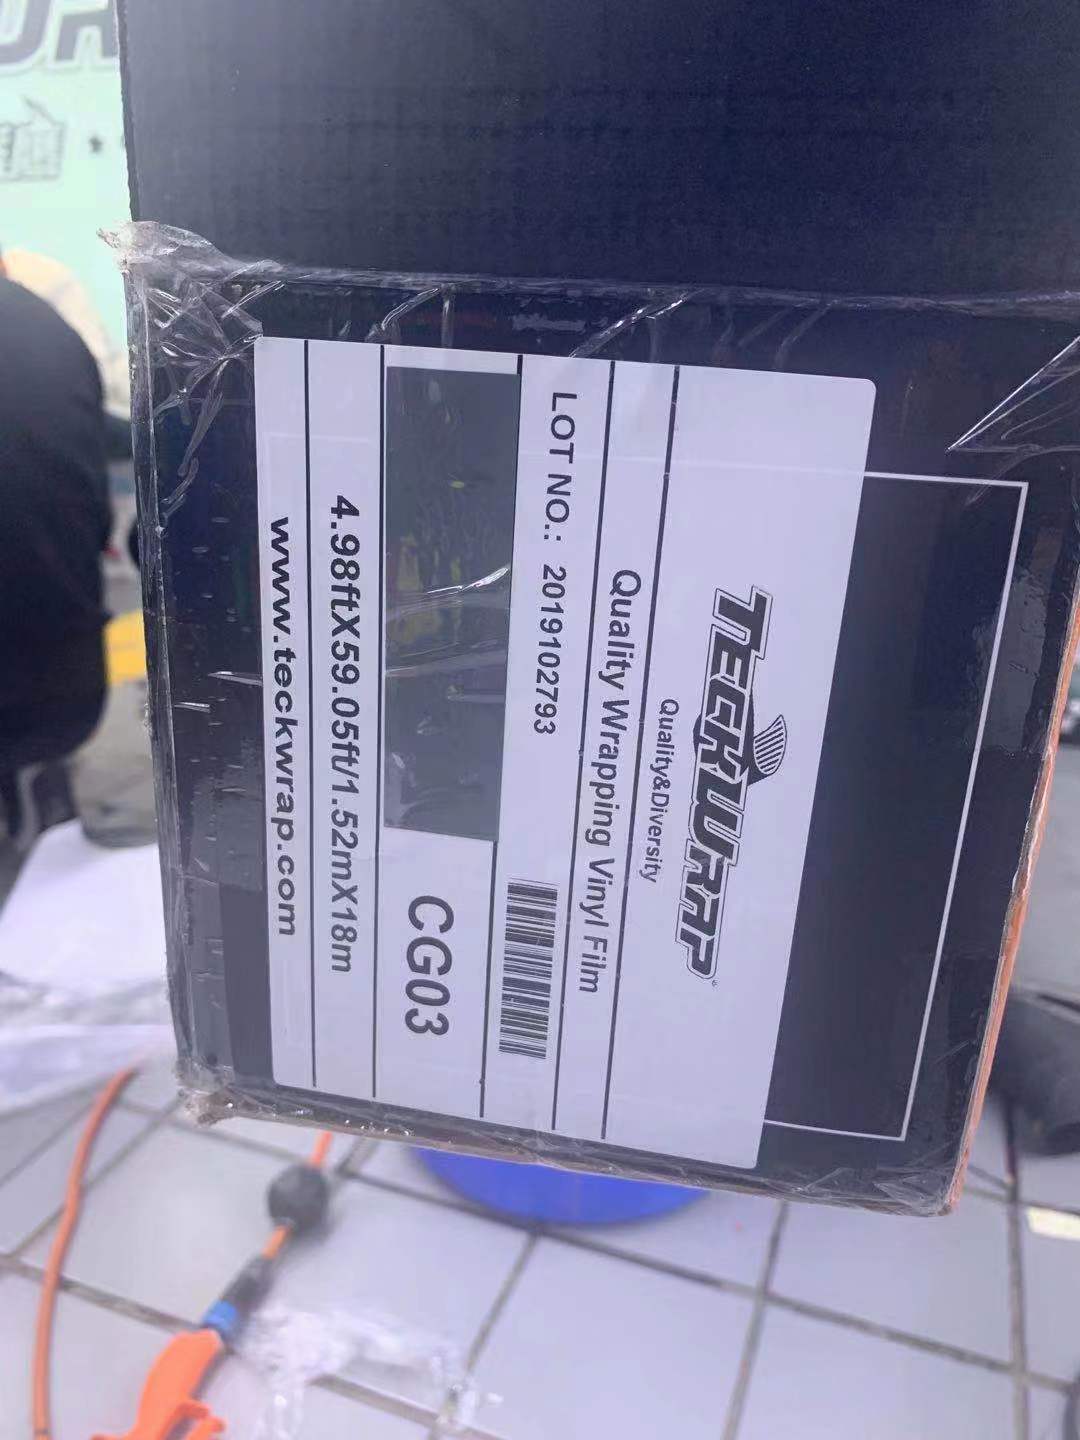 TECKWRAP
Quality&Diversity
Quality Wrapping Vinyl Film
LOT NO.: 2019102793
CG03
4.98ftX59.05ft/1.52mX18m
www.teckwrap.com